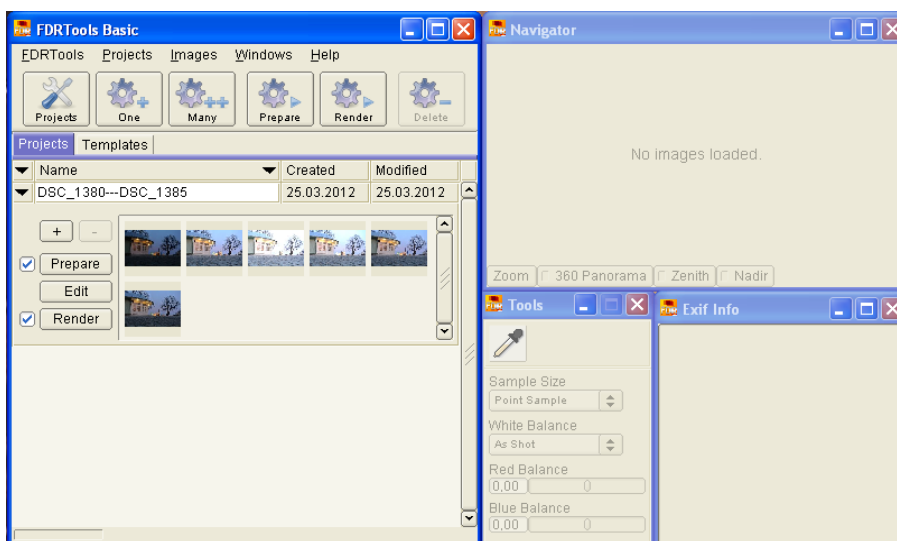 FDRTools Basic
FDRTools Projects Images Windows Help
Projects One Many Prepare Render Delete
Projects Templates
Name Created Modified
DSC_1380---DSC_1385 25.03.2012 25.03.2012
+ -
Prepare
Edit
Render
Navigator
No images loaded.
Zoom 360 Panorama Zenith Nadir
Tools
Sample Size
Point Sample
White Balance
As Shot
Red Balance
0,00 0
Blue Balance
0,00 0
Exif Info